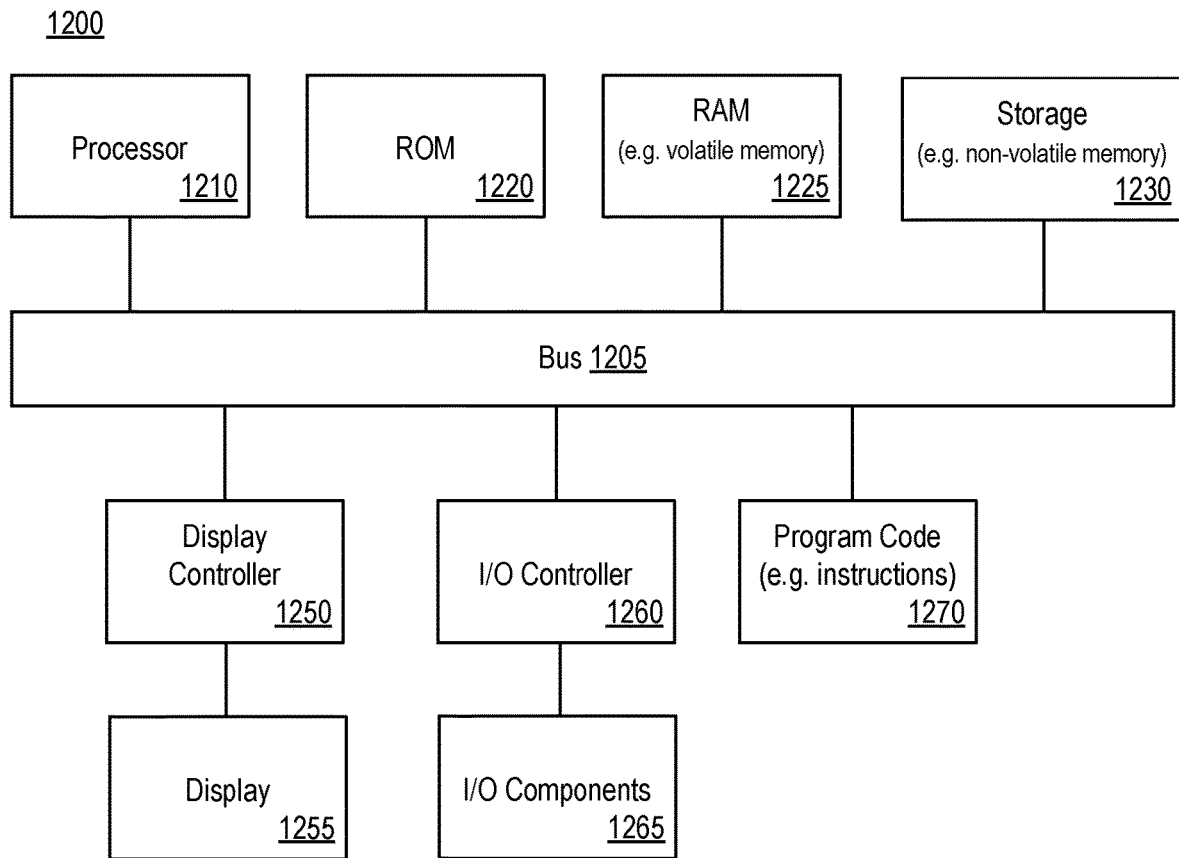 1200
Processor
1210
ROM
1220
RAM
(e.g. volatile memory)
1225
Storage
(e.g. non-volatile memory)
1230
Bus 1205
Display
Controller
1250
I/O Controller
1260
Program Code
(e.g. instructions)
1270
Display
1255
I/O Components
1265